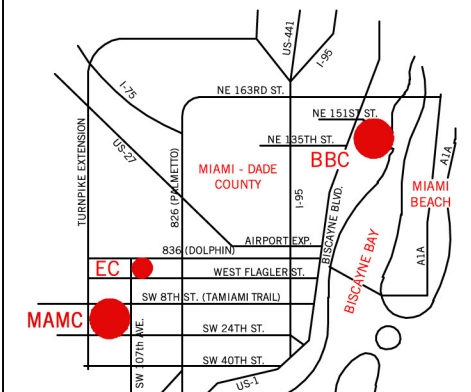 US-441
I-95
I-75
NE 163RD ST.
NE 151ST ST.
NE 135TH ST.
BBC
US-27
TURNPIKE EXTENSION
826 (PALMETTO)
MIAMI - DADE
COUNTY
I-95
A1A
MIAMI
BEACH
BISCAYNE BLVD.
BISCAYNE BAY
A1A
AIRPORT EXP.
836 (DOLPHIN)
EC
WEST FLAGLER ST.
SW 8TH ST. (TAMIAMI TRAIL)
MAMC
SW 107th AVE.
SW 24TH ST.
SW 40TH ST.
US-1